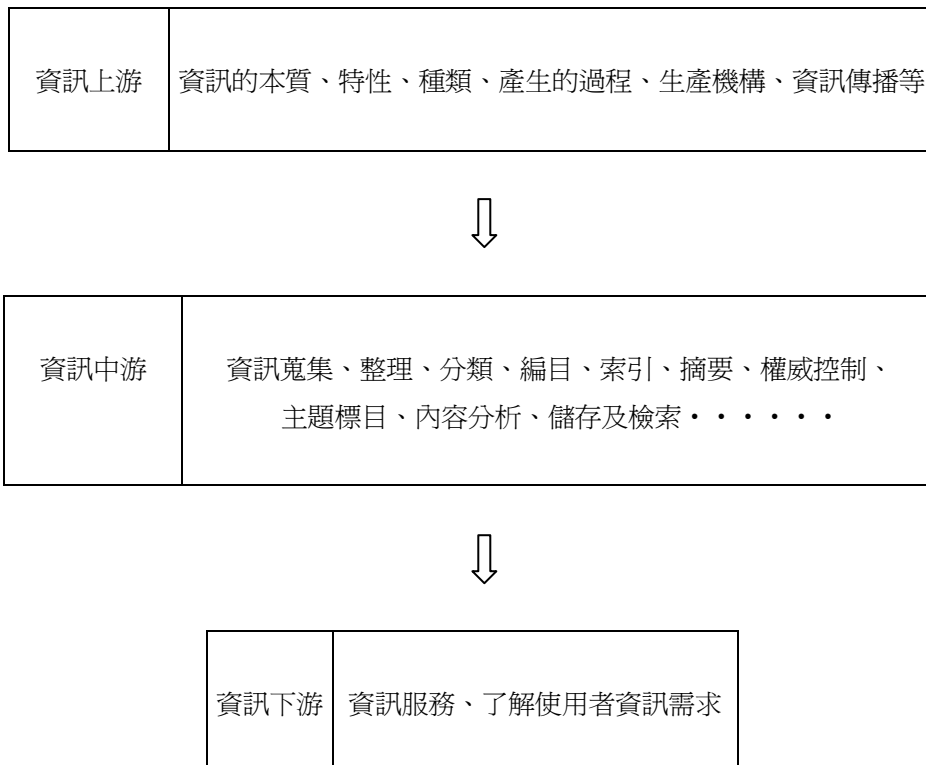 資訊上游
資訊的本質、特性、種類、產生的過程、生產機構、資訊傳播等
資訊中游
資訊蒐集、整理、分類、編目、索引、摘要、權威控制、
主題標目、內容分析、儲存及檢索・・・・・・
資訊下游
資訊服務、了解使用者資訊需求